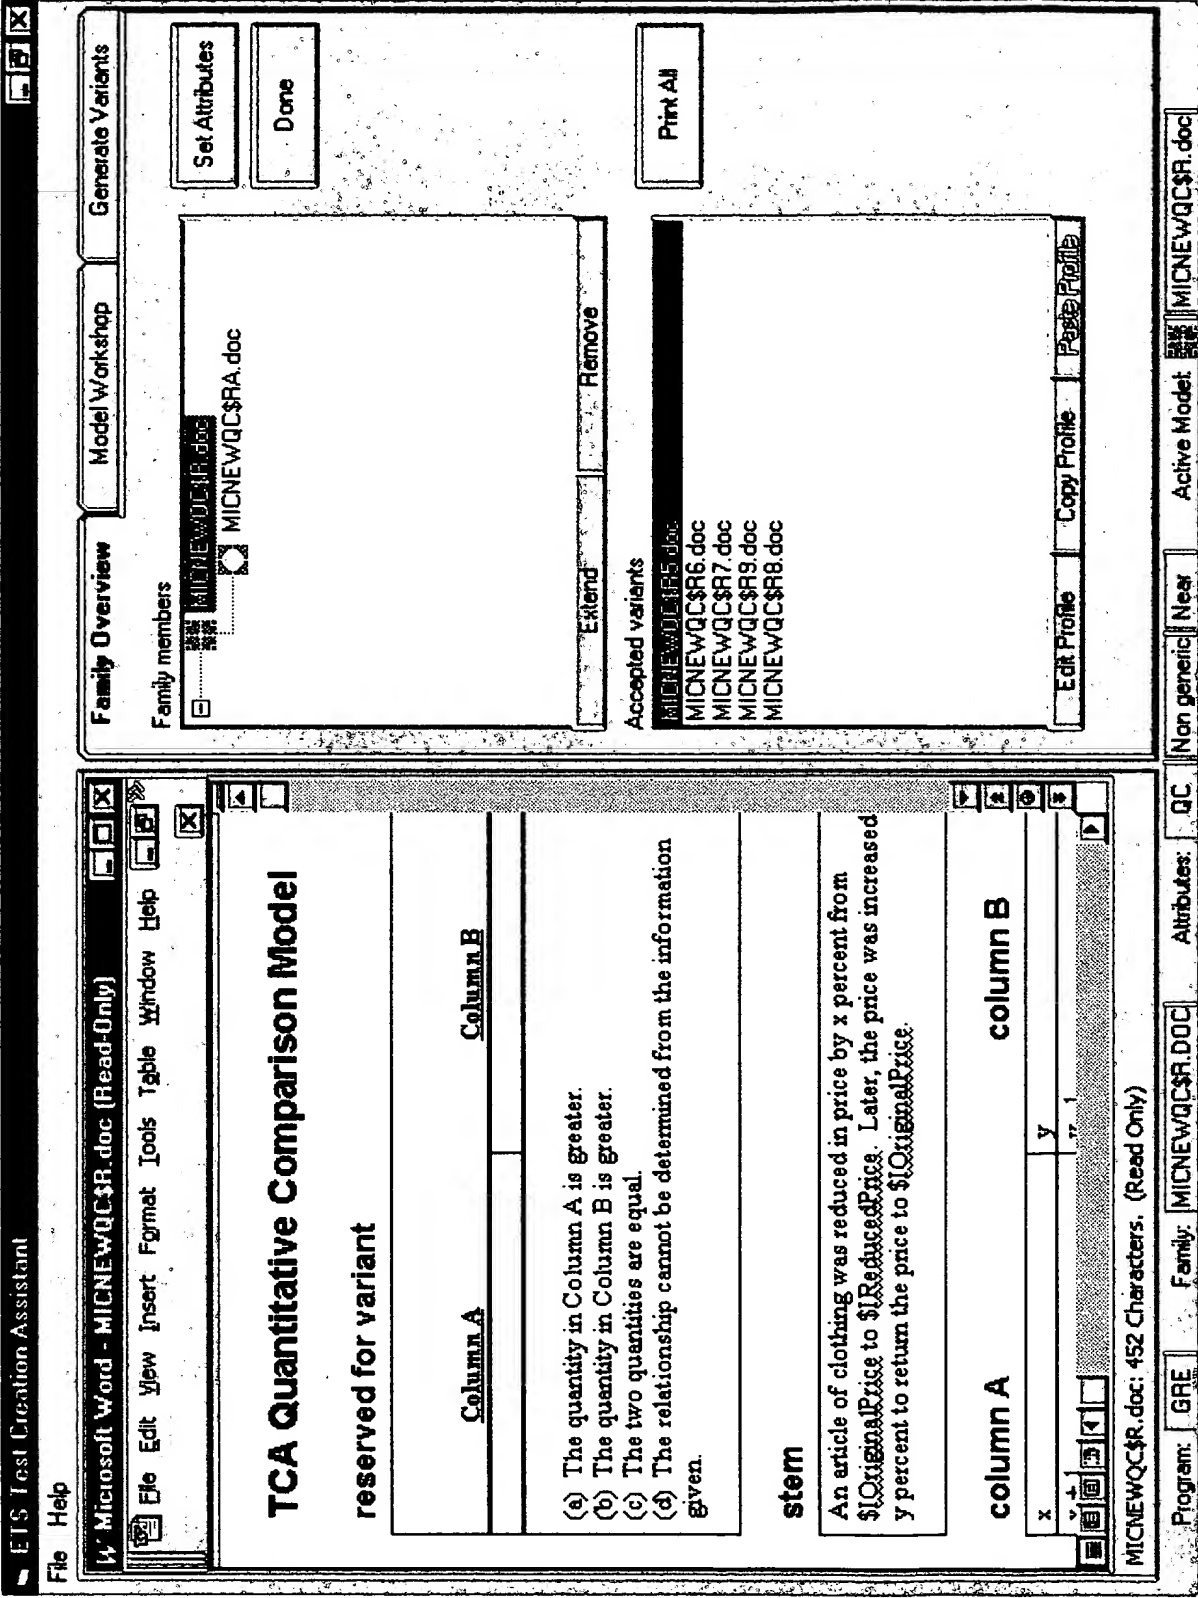 ETS Test Creation Assistant
File Help
Microsoft Word - MICNEWQC$R.doc (Read-Only)
File Edit View Insert Format Tools Table Window Help
TCA Quantitative Comparison Model
reserved for variant
Column A Column B
(a) The quantity in Column A is greater.
(b) The quantity in Column B is greater.
(c) The two quantities are equal.
(d) The relationship cannot be determined from the information
given.
stem
An article of clothing was reduced in price by x percent from
$IOriginalPrice to $IReducedPrice. Later, the price was increased
y percent to return the price to $IOriginalPrice.
column A column B
x y
MICNEWQC$R.doc: 452 Characters. (Read Only)
Family Overview Model Workshop Generate Variants
Family members
MICNEWQC$R.doc
MICNEWQC$RA.doc
Extend Remove
Set Attributes
Done
Accepted variants
MICNEWQC$R5.doc
MICNEWQC$R6.doc
MICNEWQC$R7.doc
MICNEWQC$R9.doc
MICNEWQC$R8.doc
Edit Profile Copy Profile Paste Profile
Print All
Program: GRE Family: MICNEWQC$R.DOC Attributes: QC Non generic Near Active Model: MICNEWQC$R.doc